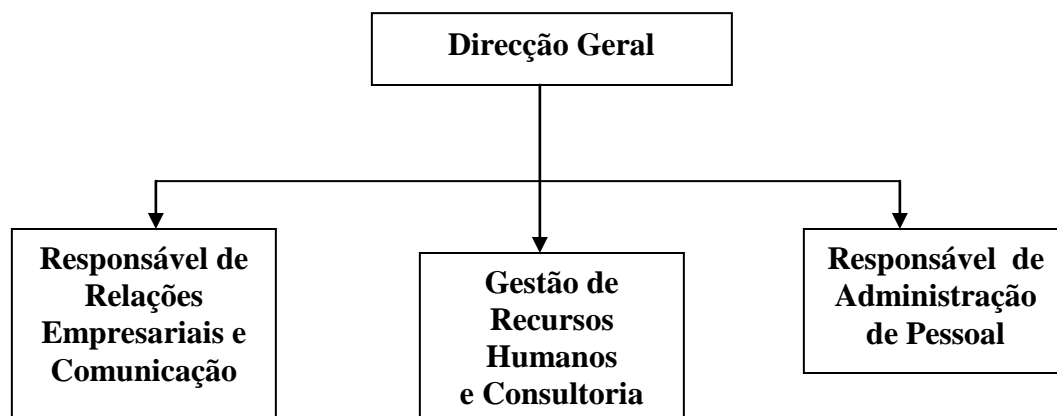 Direcção Geral
Responsável de
Relações
Empresariais e
Comunicação
Gestão de
Recursos
Humanos
e Consultoria
Responsável de
Administração
de Pessoal